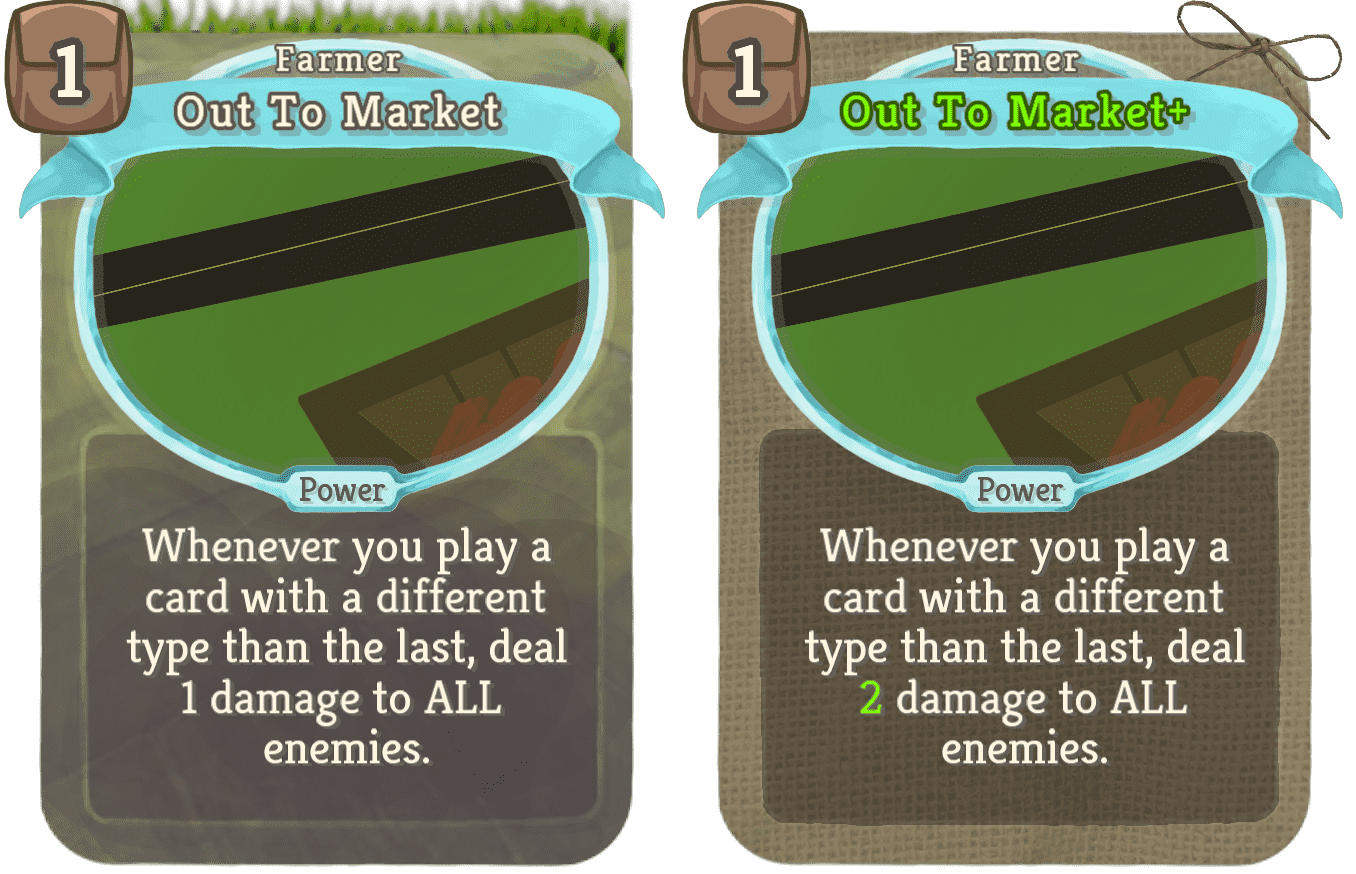 1
Farmer
Out To Market
Power
Whenever you play a
card with a different
type than the last, deal
1 damage to ALL
enemies.
1
Farmer
Out To Market+
Power
Whenever you play a
card with a different
type than the last, deal
2 damage to ALL
enemies.